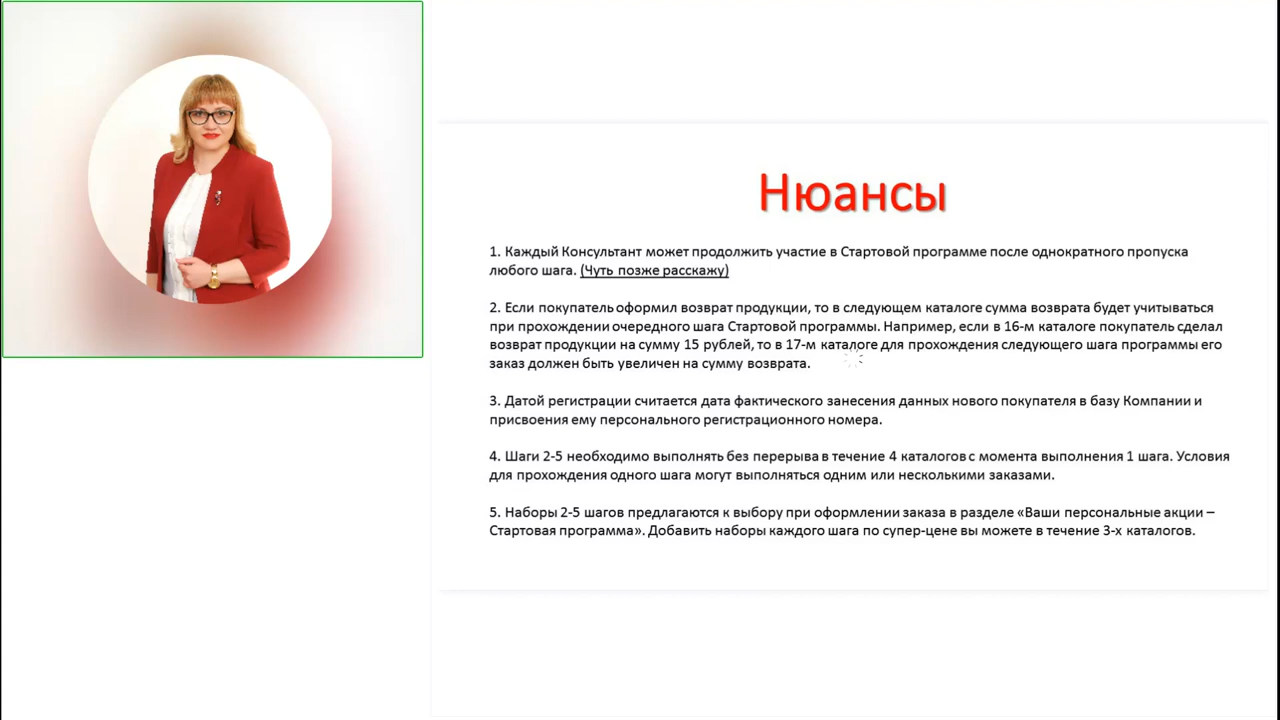 Нюансы
1. Каждый Консультант может продолжить участие в Стартовой программе после однократного пропуска
любого шага. (Чуть позже расскажу)
2. Если покупатель оформил возврат продукции, то в следующем каталоге сумма возврата будет учитываться
при прохождении очередного шага Стартовой программы. Например, если в 16-м каталоге покупатель сделал
возврат продукции на сумму 15 рублей, то в 17-м каталоге для прохождения следующего шага программы его
заказ должен быть увеличен на сумму возврата.
3. Датой регистрации считается дата фактического занесения данных нового покупателя в базу Компании и
присвоения ему персонального регистрационного номера.
4. Шаги 2-5 необходимо выполнять без перерыва в течение 4 каталогов с момента выполнения 1 шага. Условия
для прохождения одного шага могут выполняться одним или несколькими заказами.
5. Наборы 2-5 шагов предлагаются к выбору при оформлении заказа в разделе «Ваши персональные акции –
Стартовая программа». Добавить наборы каждого шага по супер-цене вы можете в течение 3-х каталогов.